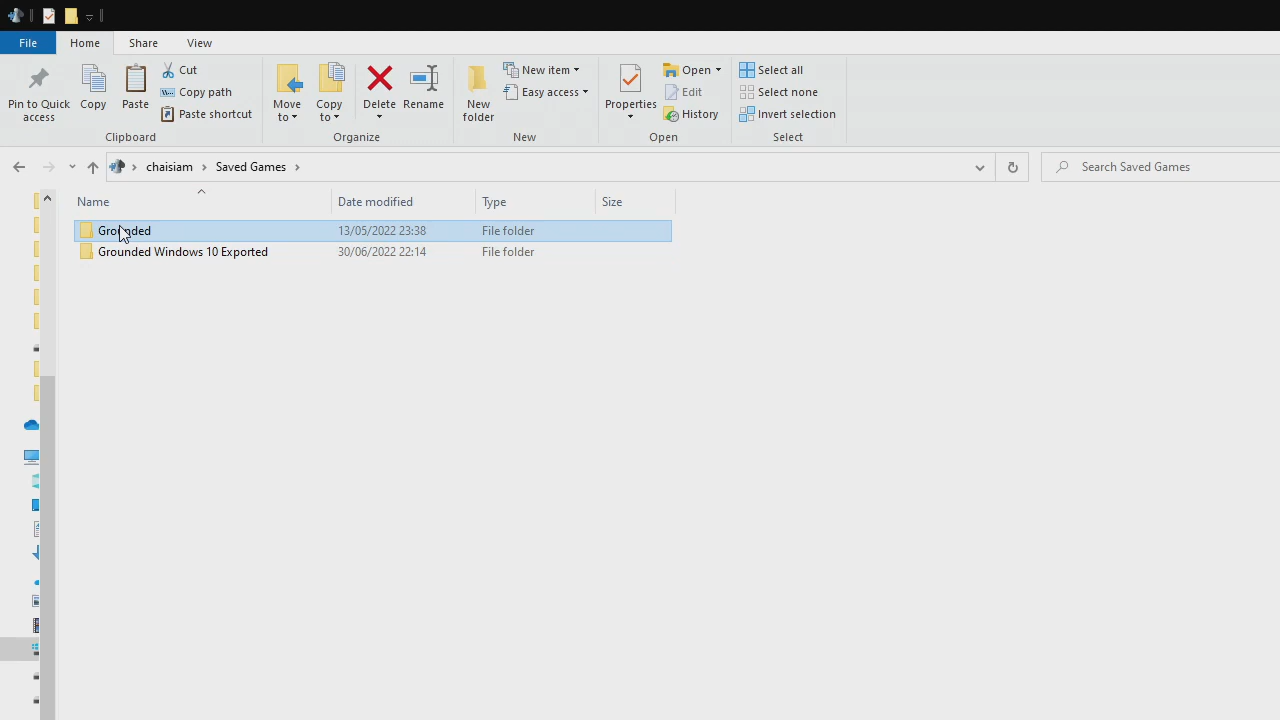 File Home Share View
Pin to Quick access
Copy
Paste
Cut
Copy path
Paste shortcut
Clipboard
Move to
Copy to
Delete
Rename
Organize
New folder
New item
Easy access
New
Properties
Open
Edit
History
Open
Select all
Select none
Invert selection
Select
chaisiam Saved Games
Search Saved Games
Name Date modified Type Size
Grounded 13/05/2022 23:38 File folder
Grounded Windows 10 Exported 30/06/2022 22:14 File folder